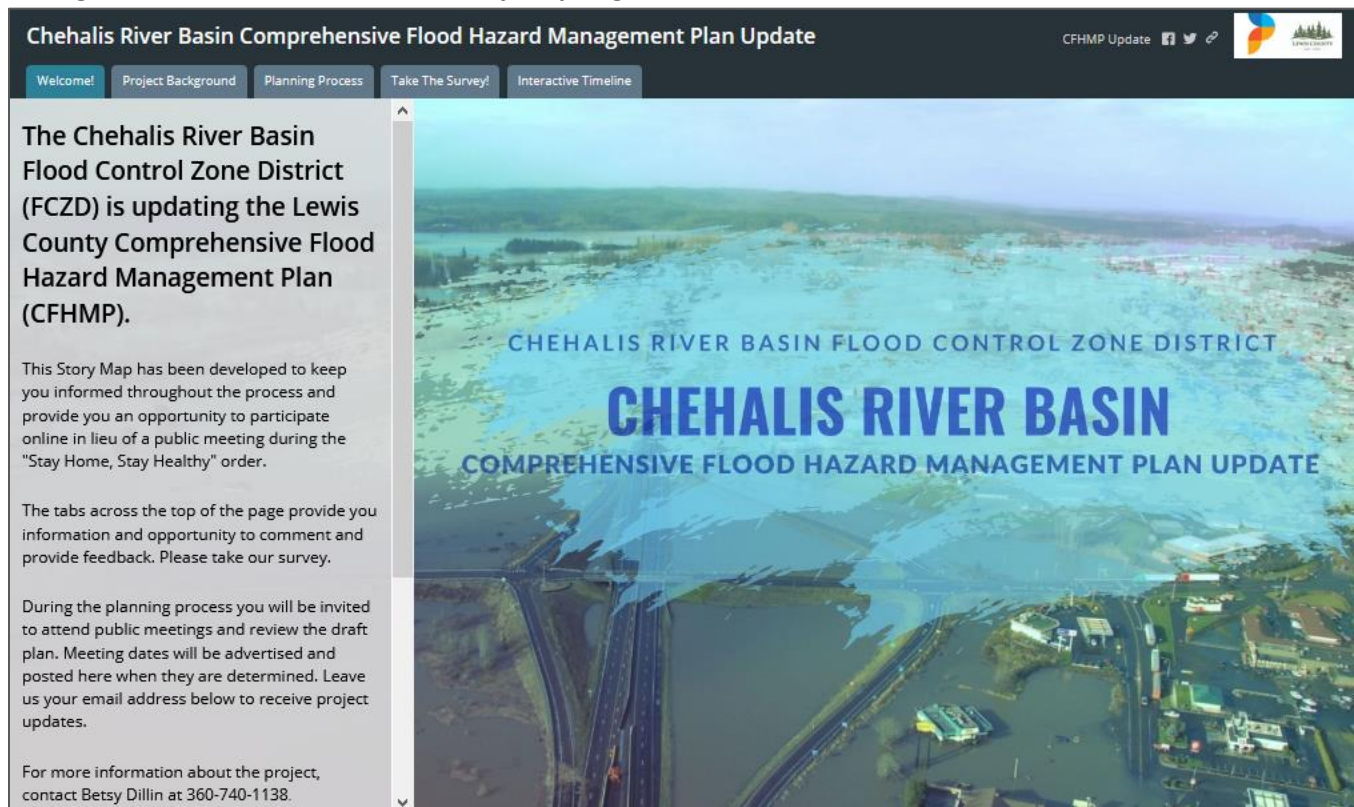 Chehalis River Basin Comprehensive Flood Hazard Management Plan Update
CFHMP Update
LEWIS COUNTY
Welcome!
Project Background
Planning Process
Take The Survey!
Interactive Timeline
The Chehalis River Basin
Flood Control Zone District
(FCZD) is updating the Lewis
County Comprehensive Flood
Hazard Management Plan
(CFHMP).
This Story Map has been developed to keep
you informed throughout the process and
provide you an opportunity to participate
online in lieu of a public meeting during the
"Stay Home, Stay Healthy" order.
The tabs across the top of the page provide you
information and opportunity to comment and
provide feedback. Please take our survey.
During the planning process you will be invited
to attend public meetings and review the draft
plan. Meeting dates will be advertised and
posted here when they are determined. Leave
us your email address below to receive project
updates.
For more information about the project,
contact Betsy Dillin at 360-740-1138.
CHEHALIS RIVER BASIN FLOOD CONTROL ZONE DISTRICT
CHEHALIS RIVER BASIN
COMPREHENSIVE FLOOD HAZARD MANAGEMENT PLAN UPDATE